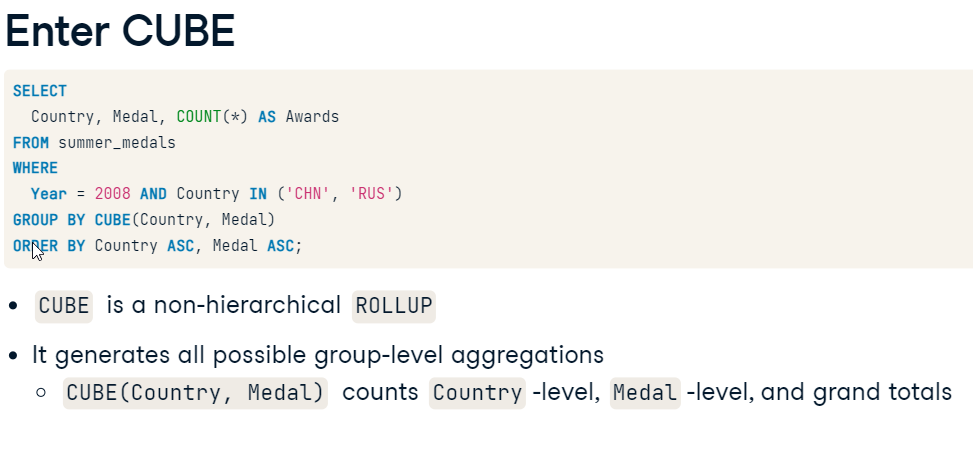 Enter CUBE
SELECT
Country, Medal, COUNT(*) AS Awards
FROM summer_medals
WHERE
Year = 2008 AND Country IN ('CHN', 'RUS')
GROUP BY CUBE(Country, Medal)
ORDER BY Country ASC, Medal ASC;
• CUBE is a non-hierarchical ROLLUP
• It generates all possible group-level aggregations
○ CUBE(Country, Medal) counts Country -level, Medal -level, and grand totals